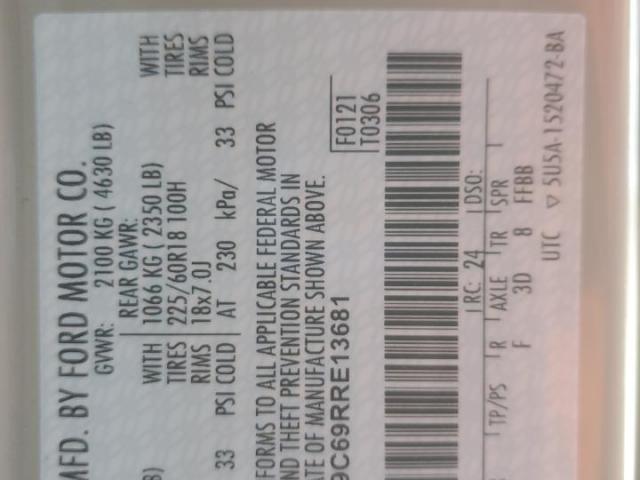 MFD. BY FORD MOTOR CO.
GVWR: 2100 KG ( 4630 LB)
REAR GAWR:
WITH 1066 KG ( 2350 LB) WITH
TIRES 225/60R18 100H TIRES
RIMS 18x7.0J RIMS
33 PSI COLD AT 230 kPa/ 33 PSI COLD
FORMS TO ALL APPLICABLE FEDERAL MOTOR
ND THEFT PREVENTION STANDARDS IN
ATE OF MANUFACTURE SHOWN ABOVE.
F0121
9C69RRE13681 T0306
RC: 24 DSO:
TP/PS R AXLE TR SPR
F 3D 8 FFBB
UTC ▽ 5U5A-1520472-BA